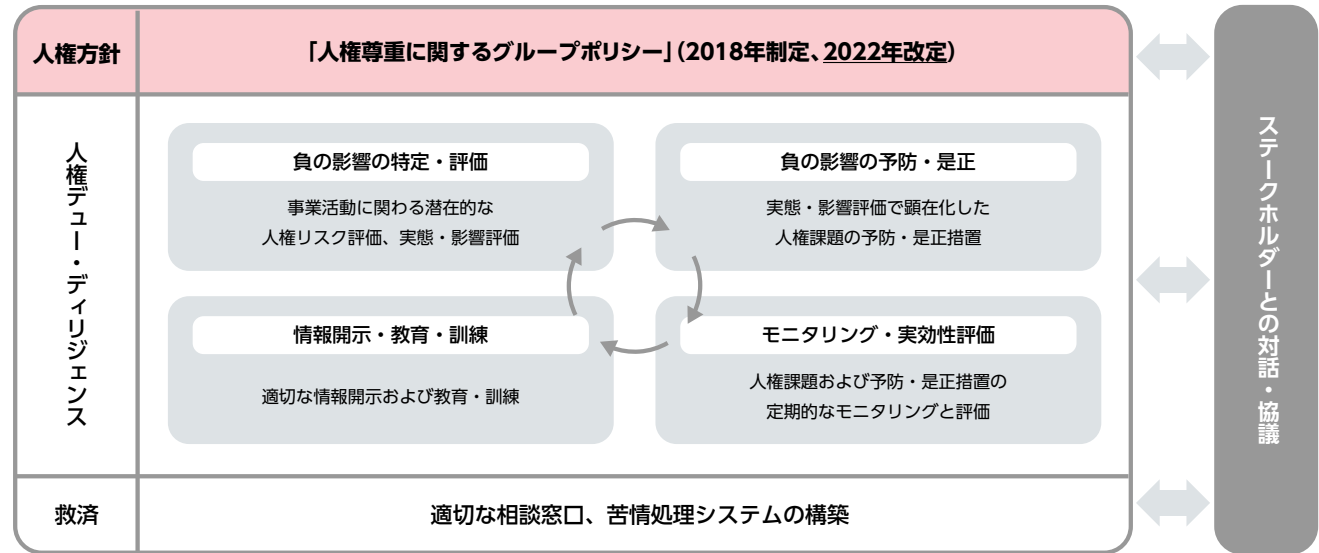 人権方針
「人権尊重に関するグループポリシー」（2018年制定、2022年改定）
人権デュー・ディリジェンス
負の影響の特定・評価
事業活動に関わる潜在的な
人権リスク評価、実態・影響評価
負の影響の予防・是正
実態・影響評価で顕在化した
人権課題の予防・是正措置
情報開示・教育・訓練
適切な情報開示および教育・訓練
モニタリング・実効性評価
人権課題および予防・是正措置の
定期的なモニタリングと評価
救済
適切な相談窓口、苦情処理システムの構築
ステークホルダーとの対話・協議